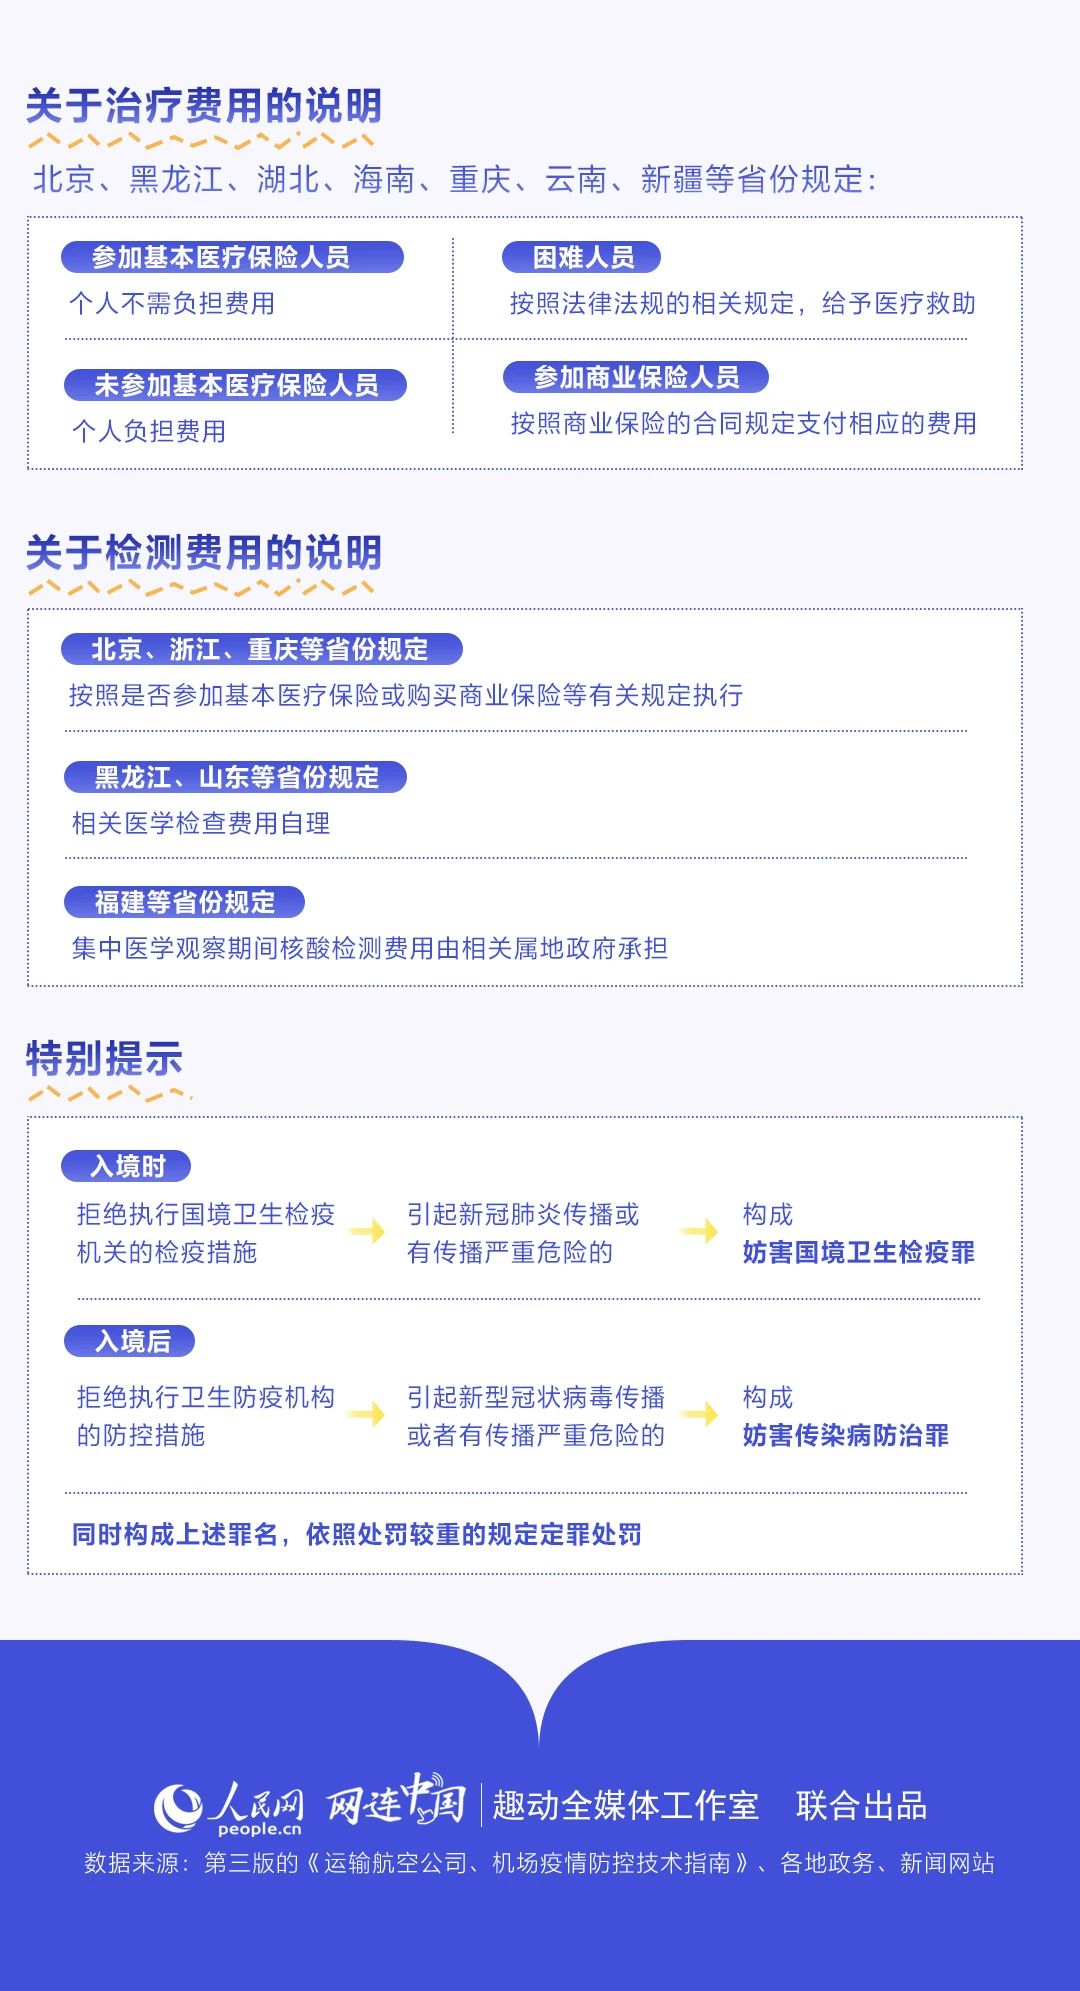 关于治疗费用的说明
北京、黑龙江、湖北、海南、重庆、云南、新疆等省份规定：
参加基本医疗保险人员
个人不需负担费用
困难人员
按照法律法规的相关规定，给予医疗救助
未参加基本医疗保险人员
个人负担费用
参加商业保险人员
按照商业保险的合同规定支付相应的费用
关于检测费用的说明
北京、浙江、重庆等省份规定
按照是否参加基本医疗保险或购买商业保险等有关规定执行
黑龙江、山东等省份规定
相关医学检查费用自理
福建等省份规定
集中医学观察期间核酸检测费用由相关属地政府承担
特别提示
入境时
拒绝执行国境卫生检疫
机关的检疫措施
引起新冠肺炎传播或
有传播严重危险的
构成
妨害国境卫生检疫罪
入境后
拒绝执行卫生防疫机构
的防控措施
引起新型冠状病毒传播
或者有传播严重危险的
构成
妨害传染病防治罪
同时构成上述罪名，依照处罚较重的规定定罪处罚
人民网 people.cn 网连中国 趣动全媒体工作室 联合出品
数据来源：第三版的《运输航空公司、机场疫情防控技术指南》、各地政务、新闻网站